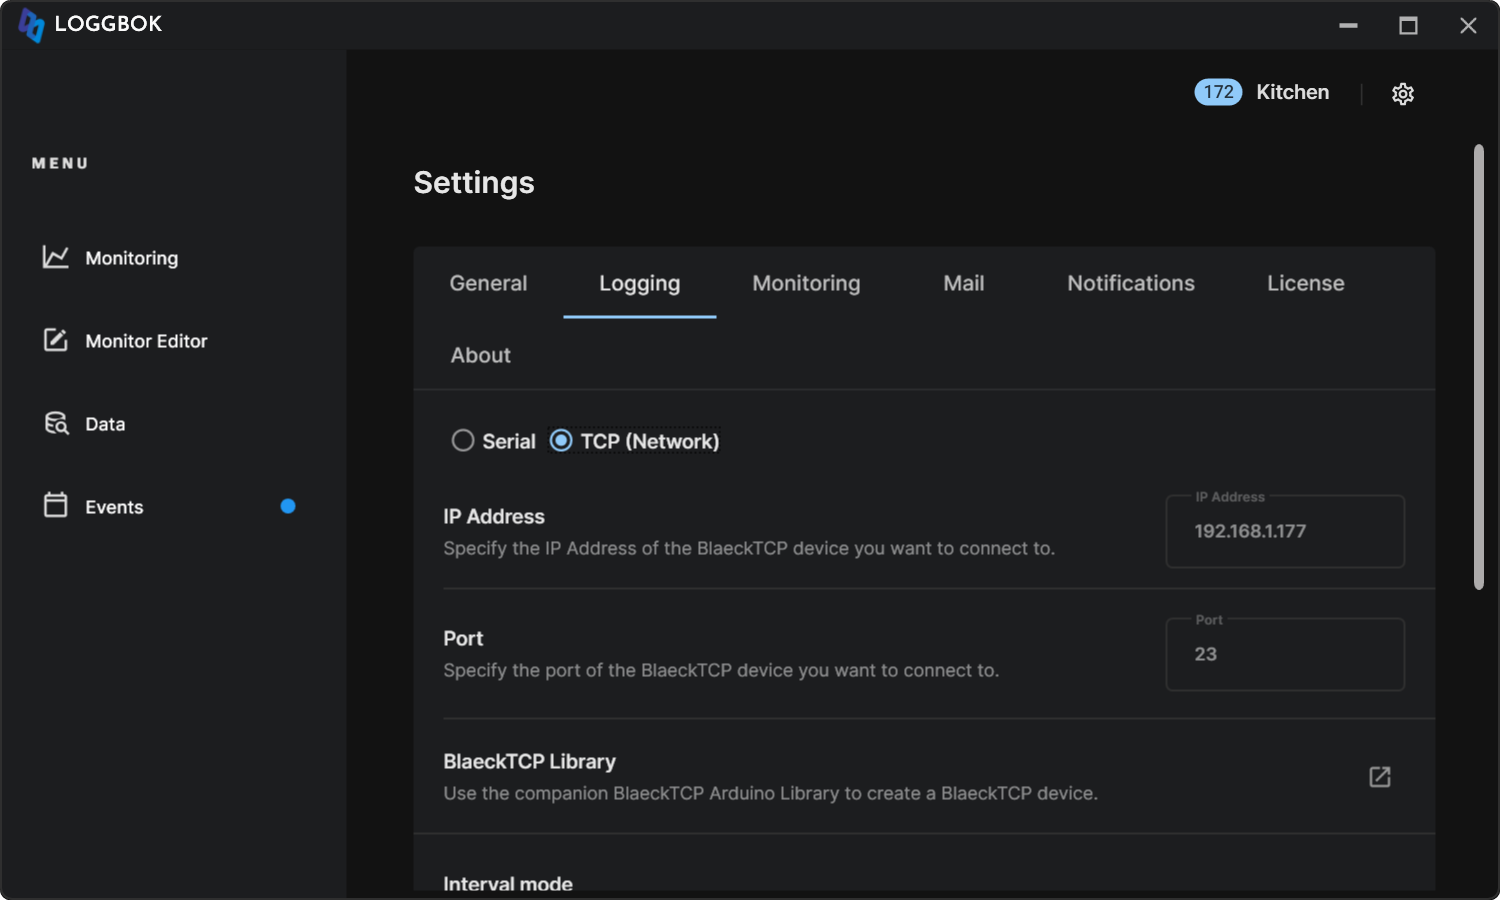 LOGGBOK
172 Kitchen
MENU
Monitoring
Monitor Editor
Data
Events
Settings
General Logging Monitoring Mail Notifications License
About
Serial TCP (Network)
IP Address
Specify the IP Address of the BlaeckTCP device you want to connect to.
IP Address
192.168.1.177
Port
Specify the port of the BlaeckTCP device you want to connect to.
Port
23
BlaeckTCP Library
Use the companion BlaeckTCP Arduino Library to create a BlaeckTCP device.
Interval mode